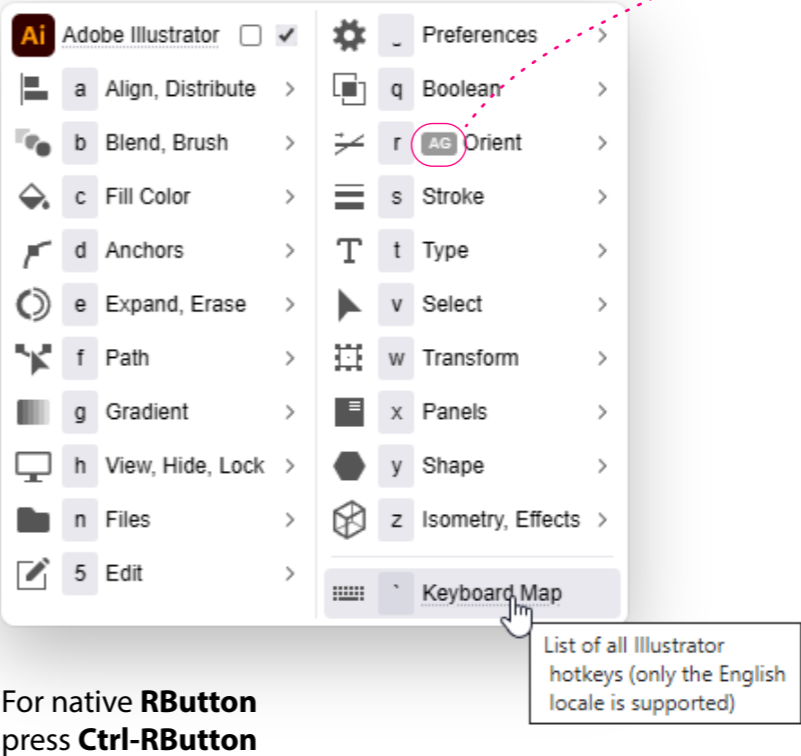 Ai Adobe Illustrator
a Align, Distribute
b Blend, Brush
c Fill Color
d Anchors
e Expand, Erase
f Path
g Gradient
h View, Hide, Lock
n Files
5 Edit
⎵ Preferences
q Boolean
r AG Orient
s Stroke
t Type
v Select
w Transform
x Panels
y Shape
z Isometry, Effects
` Keyboard Map
List of all Illustrator
hotkeys (only the English
locale is supported)
For native RButton
press Ctrl-RButton